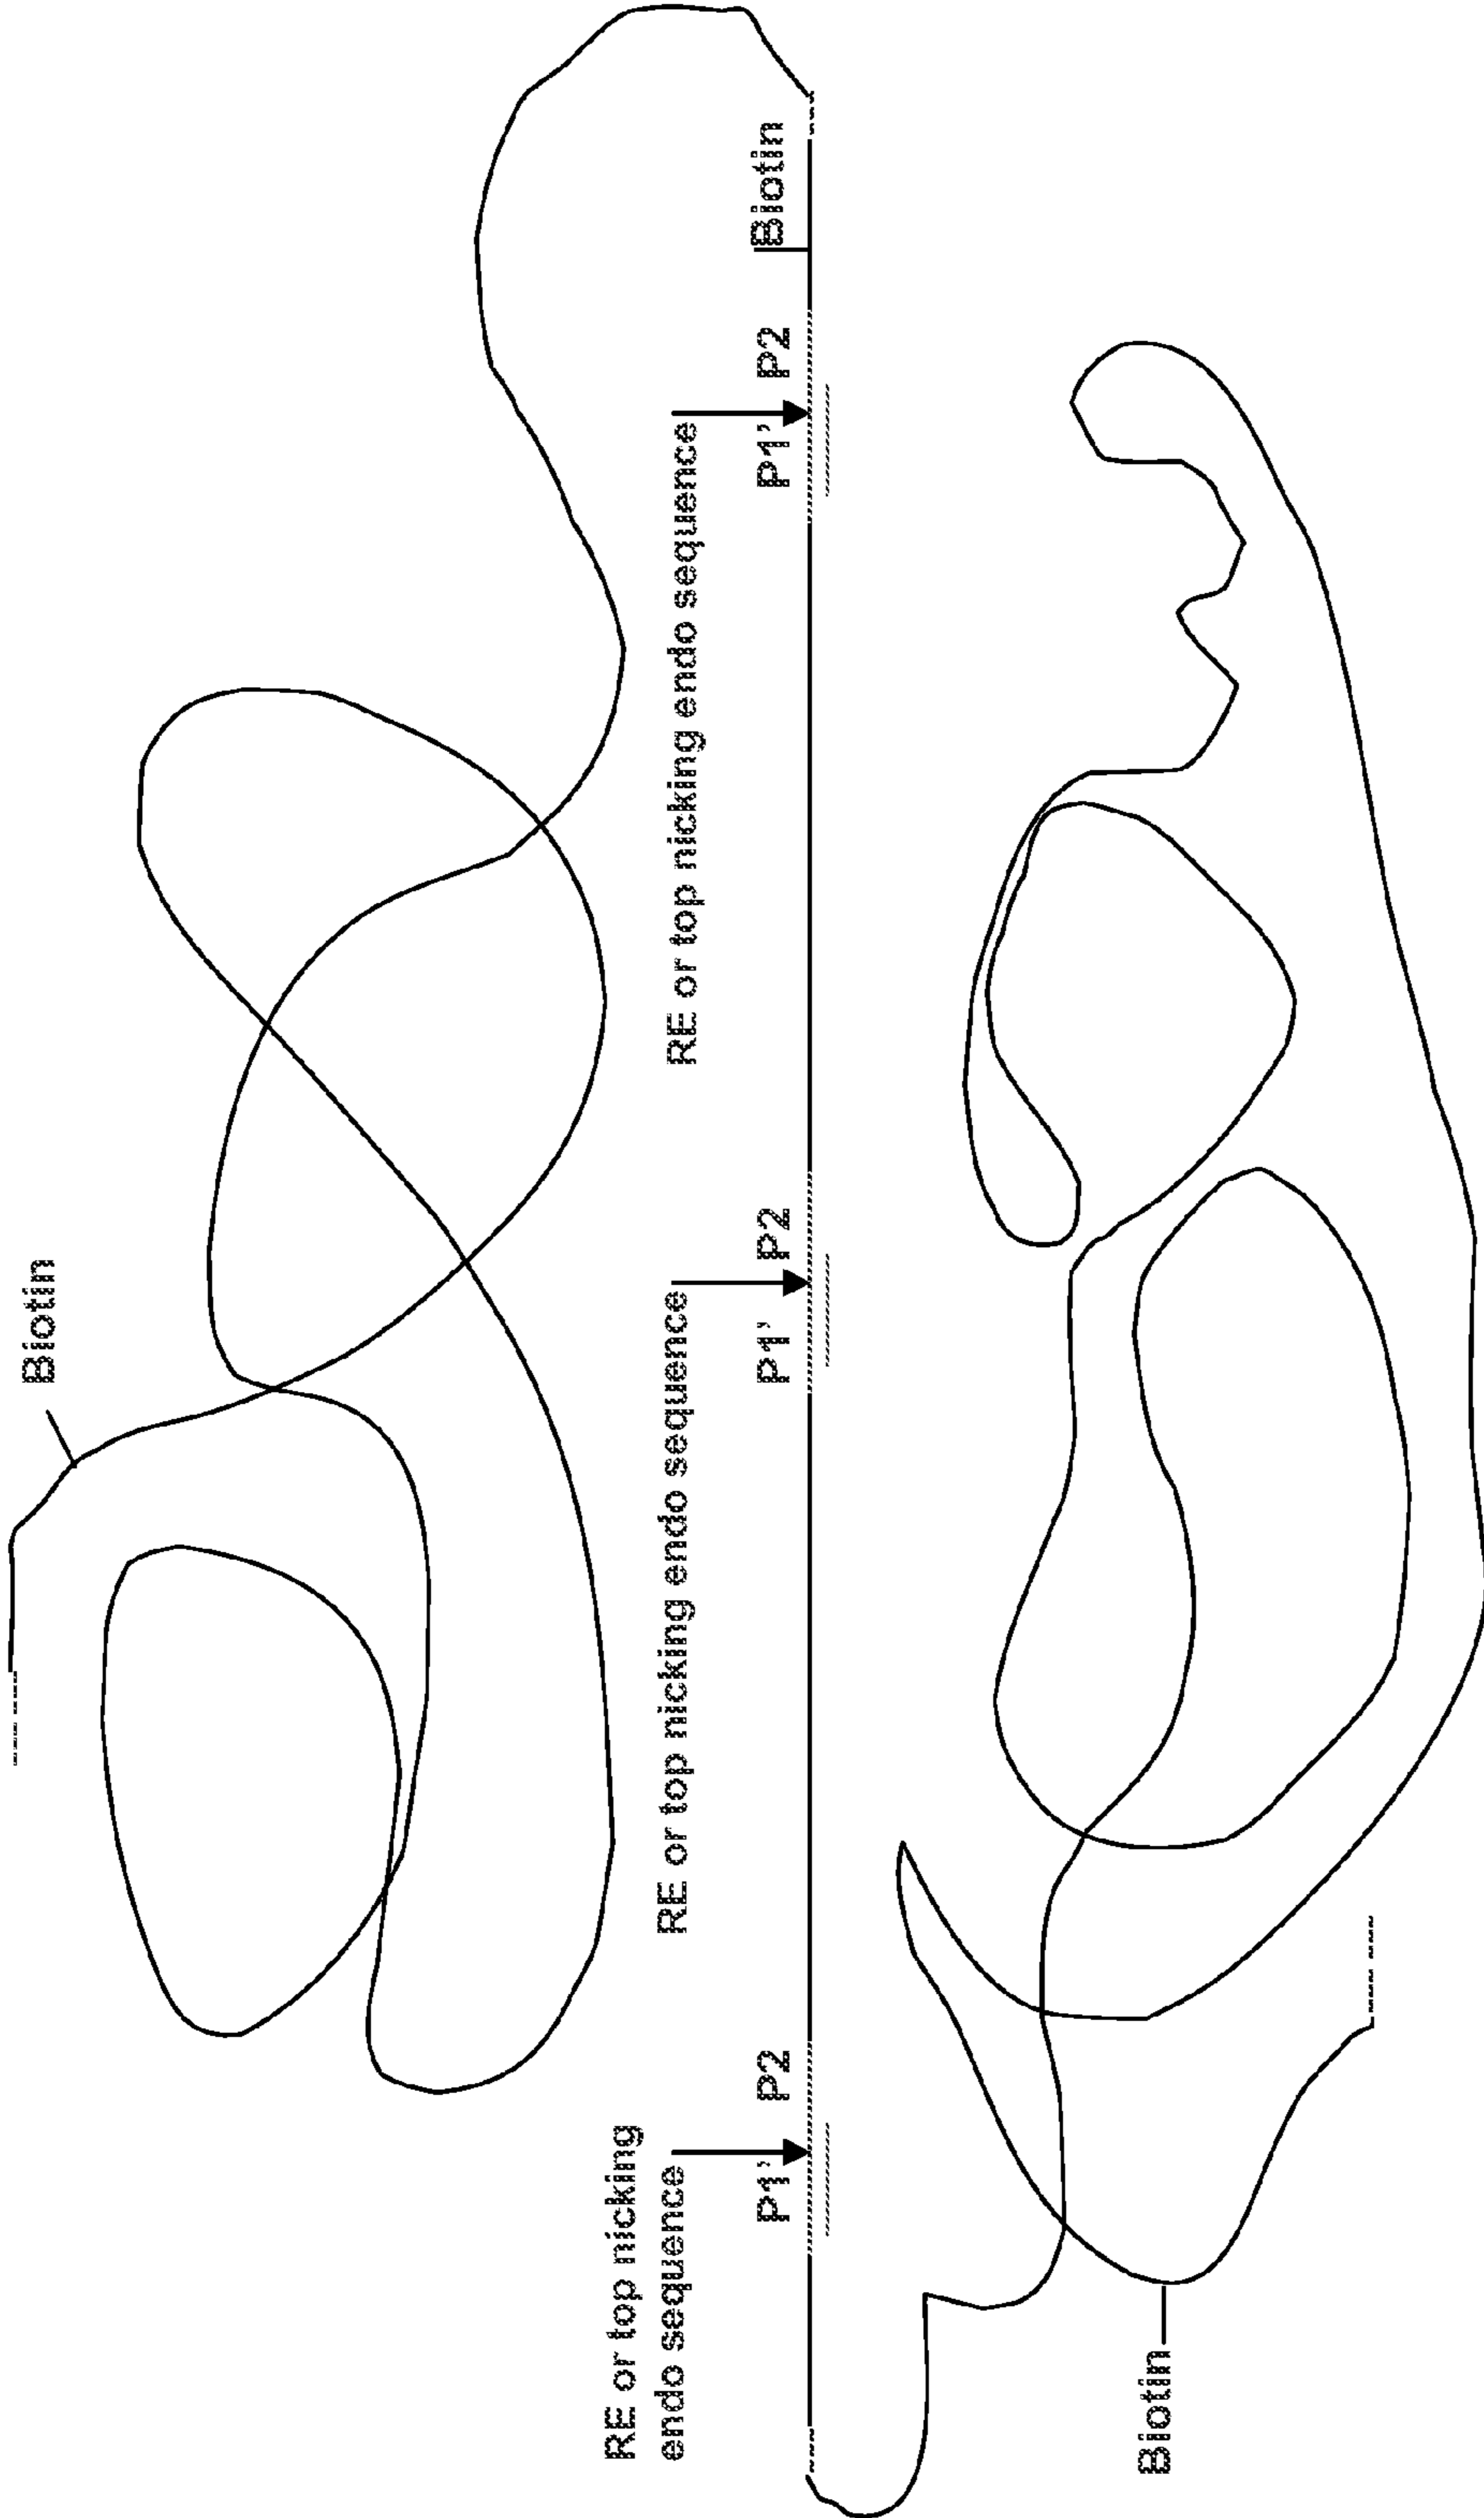 Biotin
RE or top nicking
endo sequence
RE or top nicking endo sequence
RE or top nicking endo sequence
P1' P2
P1' P2
P1' P2
Biotin
Biotin